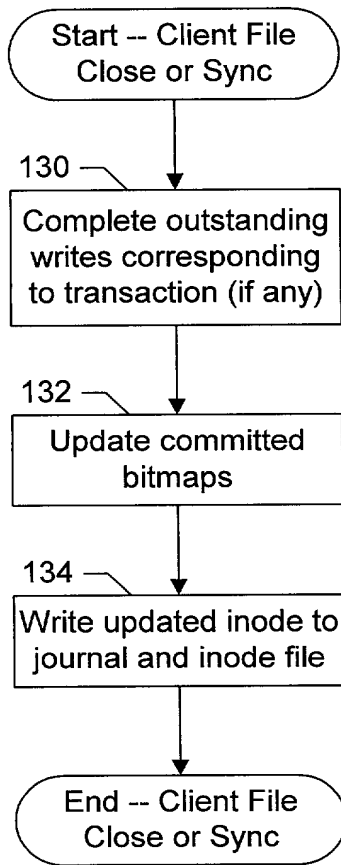 Start -- Client File
Close or Sync
130
Complete outstanding
writes corresponding
to transaction (if any)
132
Update committed
bitmaps
134
Write updated inode to
journal and inode file
End -- Client File
Close or Sync